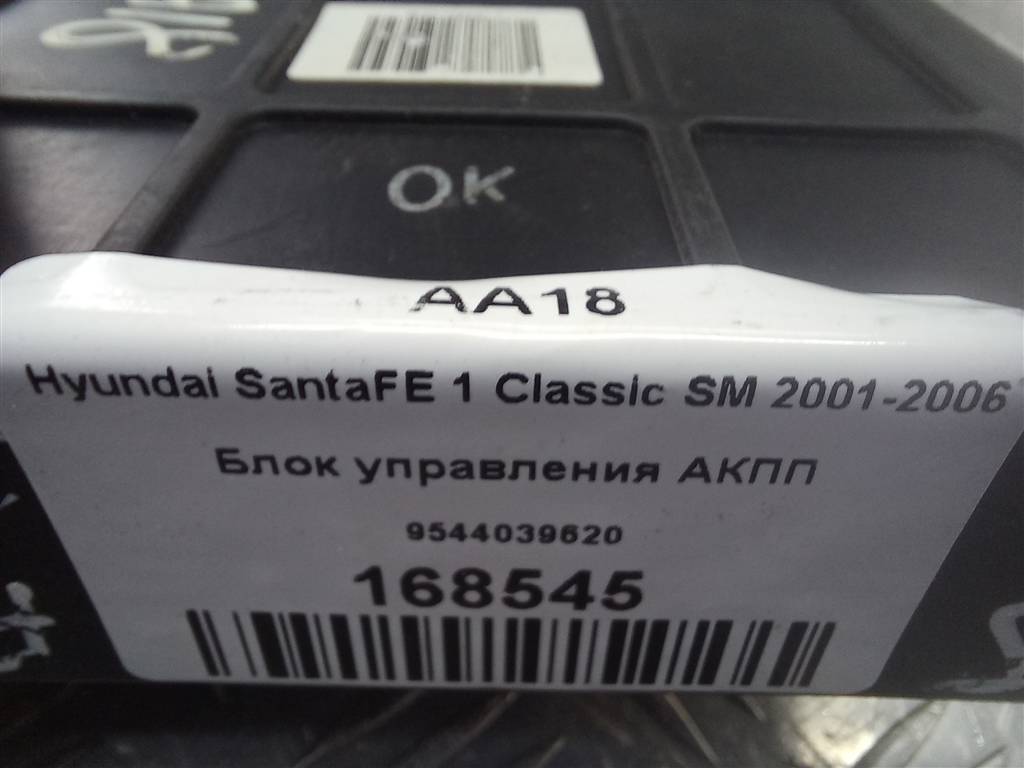 OK
AA18
Hyundai SantaFE 1 Classic SM 2001-2006
Блок управления АКПП
9544039620
168545